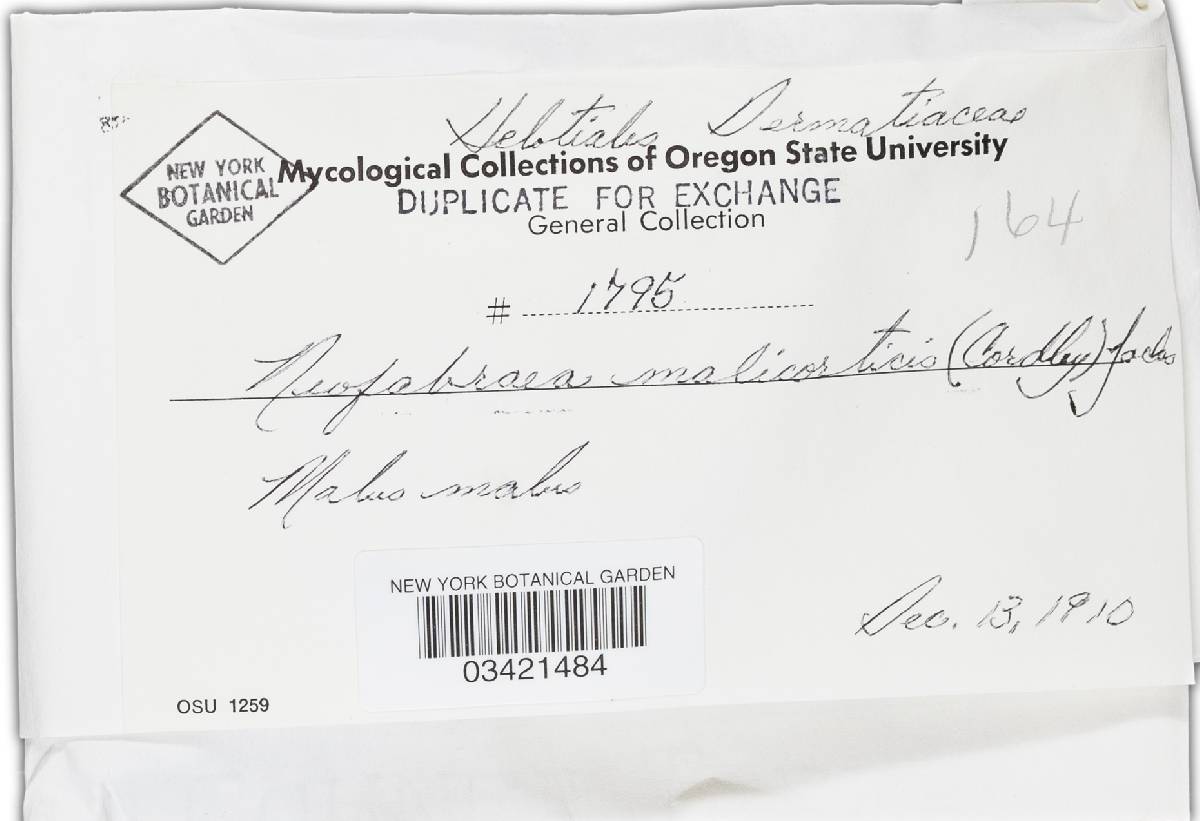 Helotiales Dermatiaceae
NEW YORK
BOTANICAL
GARDEN
Mycological Collections of Oregon State University
DUPLICATE FOR EXCHANGE
General Collection
164
# 1795
Neofabraea malicorticis (Cordley) Jacks
Malus malus
NEW YORK BOTANICAL GARDEN
03421484
Dec. 13, 1910
OSU 1259